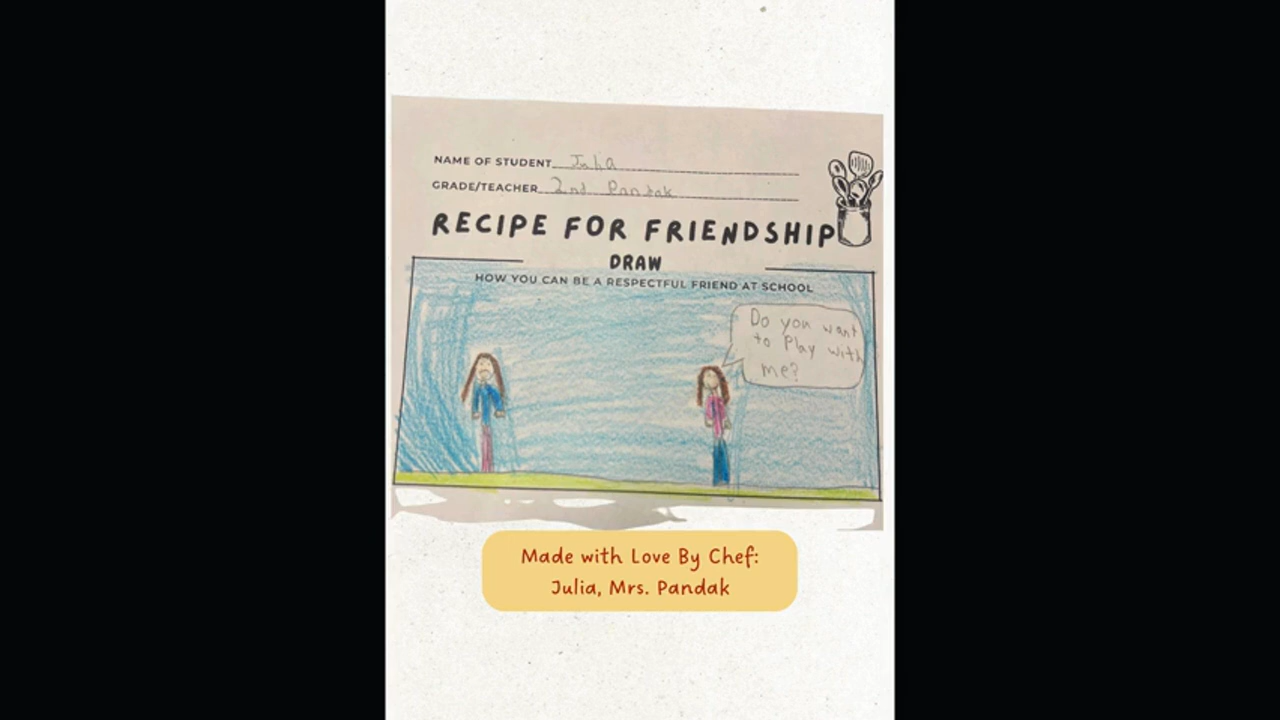 NAME OF STUDENT Julia
GRADE/TEACHER 2nd Pandak
RECIPE FOR FRIENDSHIP
DRAW
HOW YOU CAN BE A RESPECTFUL FRIEND AT SCHOOL
Do you want
to Play with
me?
Made with Love By Chef:
Julia, Mrs. Pandak